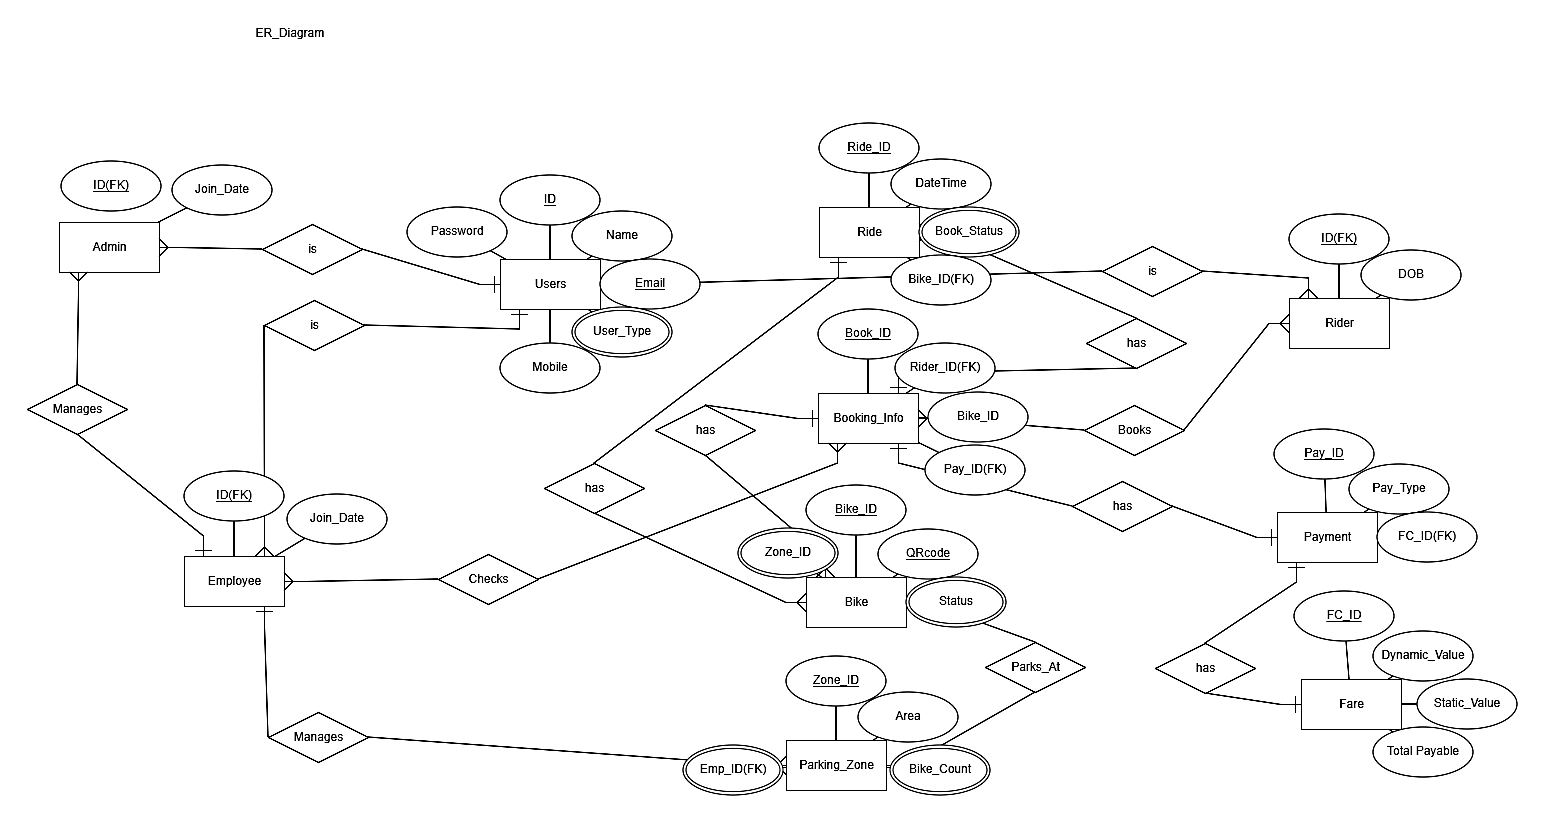 ER_Diagram
Ride_ID
DateTime
ID(FK)
Join_Date
ID
Password
Name
Ride
Book_Status
ID(FK)
Admin
is
Users
Email
Bike_ID(FK)
is
DOB
is
User_Type
Mobile
Book_ID
Rider
has
Rider_ID(FK)
Manages
has
Booking_Info
Bike_ID
Books
Pay_ID(FK)
Pay_ID
Pay_Type
ID(FK)
Join_Date
has
Bike_ID
has
Payment
FC_ID(FK)
Zone_ID
QRcode
Employee
Checks
Bike
Status
FC_ID
Parks_At
has
Dynamic_Value
Zone_ID
Area
Fare
Static_Value
Manages
Emp_ID(FK)
Parking_Zone
Bike_Count
Total Payable